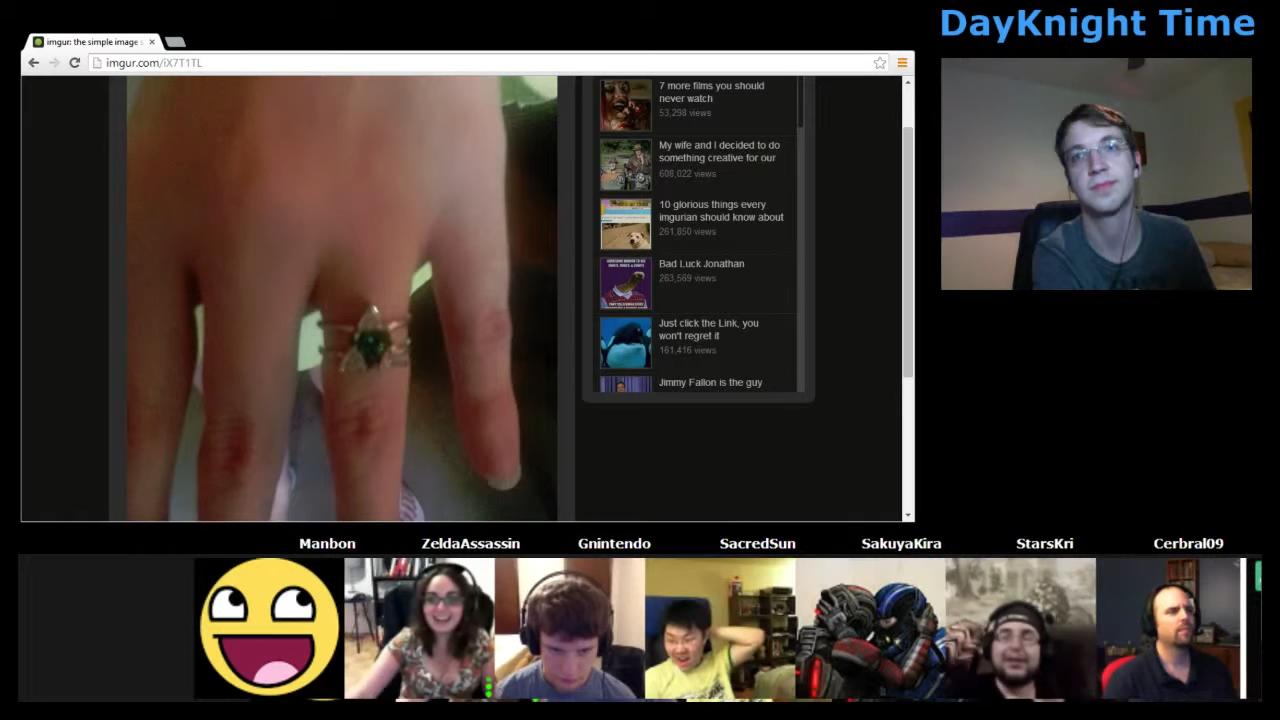 DayKnight Time
imgur: the simple image s
imgur.com/iX7T1TL
7 more films you should
never watch
53,298 views
My wife and I decided to do
something creative for our
608,022 views
10 glorious things every
imgurian should know about
261,850 views
Bad Luck Jonathan
263,569 views
Just click the Link, you
won't regret it
161,416 views
Jimmy Fallon is the guy
Manbon
ZeldaAssassin
Gnintendo
SacredSun
SakuyaKira
StarsKri
Cerbral09